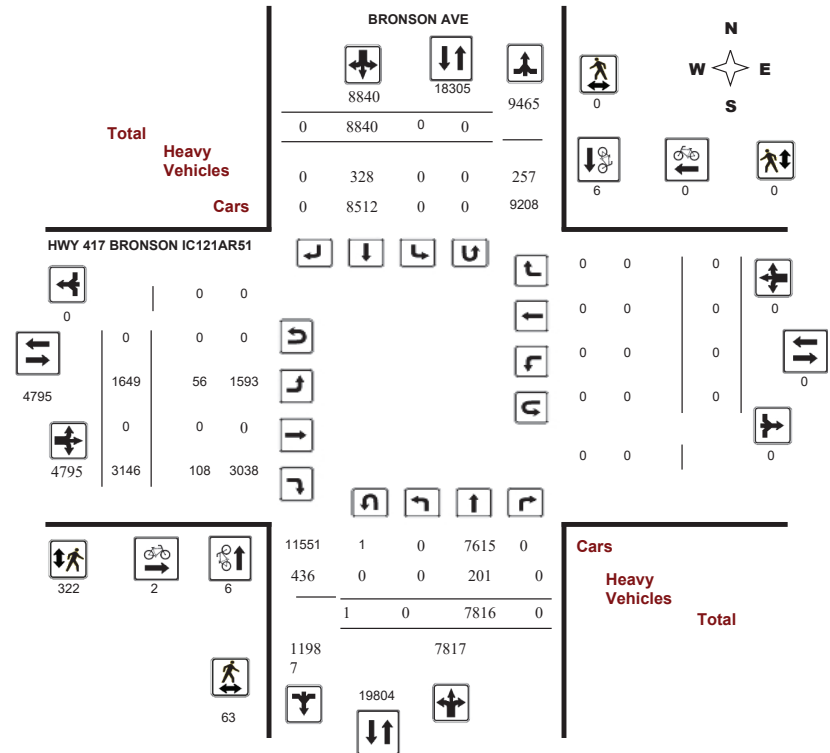 BRONSON AVE
N
W E
S
18305
8840
9465
0
0 8840 0 0
Total
Heavy
Vehicles
0 328 0 0 257
6 0 0
Cars
0 8512 0 0 9208
HWY 417 BRONSON IC121AR51
0 0 0
0 0 0
0
0 0 0
0 0 0
0
1649 56 1593
4795
0 0 0
0
0 0 0
0 0 0
4795 3146 108 3038
0 0
0
11551 1 0 7615 0
Cars
436 0 0 201 0
Heavy
Vehicles
322 2 6
1 0 7816 0
Total
1198
7
7817
19804
63